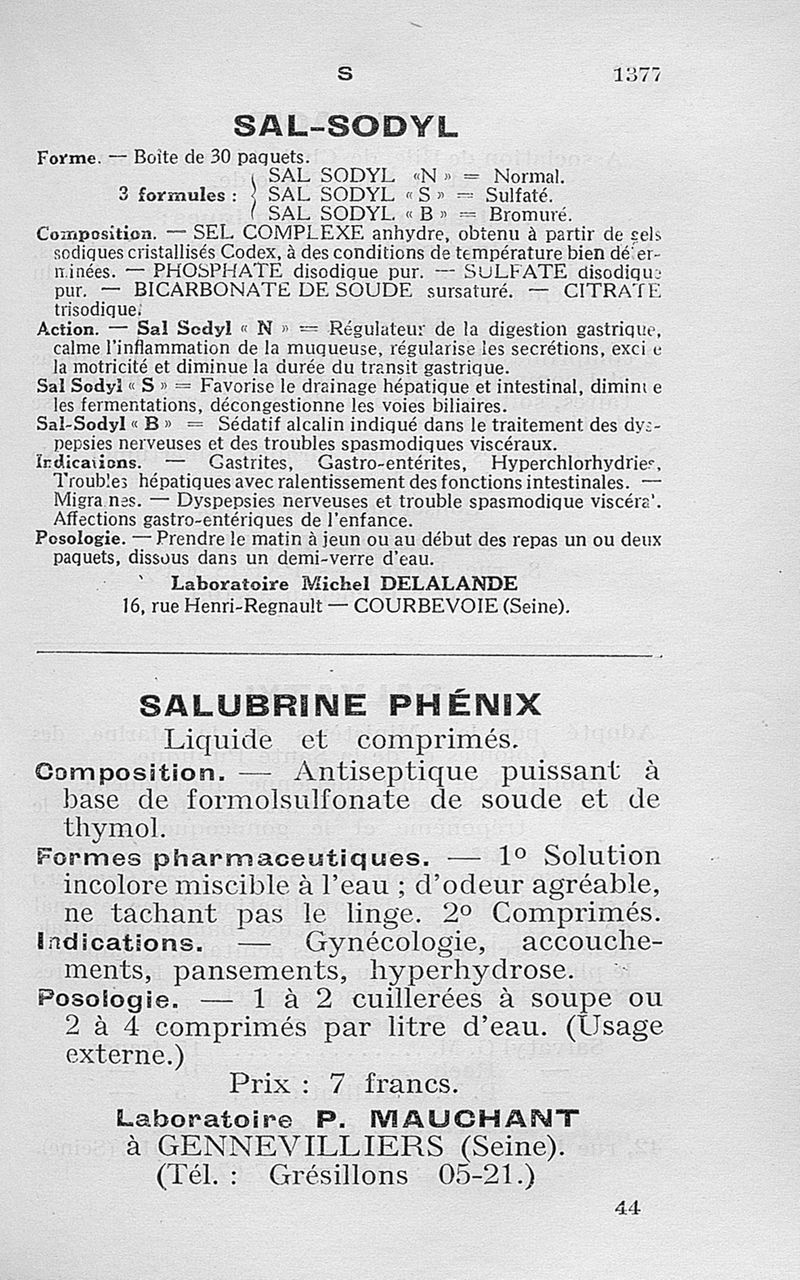 S 1377
SAL-SODYL
Forme. — Boîte de 30 paquets.
SAL SODYL «N» = Normal.
3 formules : SAL SODYL «S» = Sulfaté.
SAL SODYL «B» = Bromuré.
Composition. — SEL COMPLEXE anhydre, obtenu à partir de sels
sodiques cristallisés Codex, à des conditions de température bien déter-
minées. — PHOSPHATE disodique pur. — SULFATE disodique
pur. — BICARBONATE DE SOUDE sursaturé. — CITRATE
trisodique.
Action. — Sal Sodyl « N » = Régulateur de la digestion gastrique,
calme l'inflammation de la muqueuse, régularise les secrétions, exci e
la motricité et diminue la durée du transit gastrique.
Sal Sodyl « S » = Favorise le drainage hépatique et intestinal, diminue
les fermentations, décongestionne les voies biliaires.
Sal-Sodyl « B » = Sédatif alcalin indiqué dans le traitement des dys-
pepsies nerveuses et des troubles spasmodiques viscéraux.
Indications. — Gastrites, Gastro-entérites, Hyperchlorhydries,
Troubles hépatiques avec ralentissement des fonctions intestinales. —
Migraines. — Dyspepsies nerveuses et trouble spasmodique viscéral.
Affections gastro-entériques de l'enfance.
Posologie. — Prendre le matin à jeun ou au début des repas un ou deux
paquets, dissous dans un demi-verre d'eau.
Laboratoire Michel DELALANDE
16, rue Henri-Regnault — COURBEVOIE (Seine).
SALUBRINE PHÉNIX
Liquide et comprimés.
Composition. — Antiseptique puissant à
base de formolsulfonate de soude et de
thymol.
Formes pharmaceutiques. — 1º Solution
incolore miscible à l'eau ; d'odeur agréable,
ne tachant pas le linge. 2º Comprimés.
Indications. — Gynécologie, accouche-
ments, pansements, hyperhydrose.
Posologie. — 1 à 2 cuillerées à soupe ou
2 à 4 comprimés par litre d'eau. (Usage
externe.)
Prix : 7 francs.
Laboratoire P. MAUCHANT
à GENNEVILLIERS (Seine).
(Tél. : Grésillons 05-21.)
44